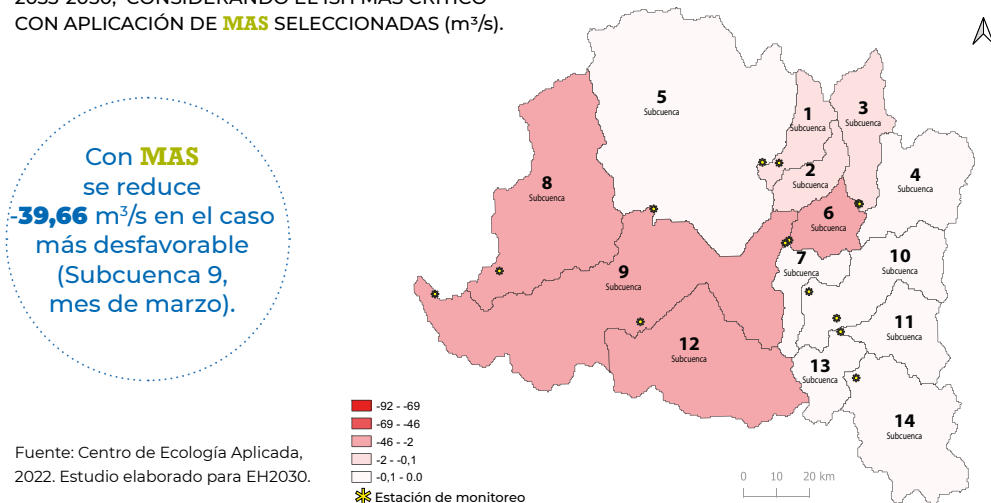 CON APLICACIÓN DE MAS SELECCIONADAS (m³/s).
Con MAS
se reduce
-39,66 m³/s en el caso
más desfavorable
(Subcuenca 9,
mes de marzo).
5
Subcuenca
1
Subcuenca
3
Subcuenca
2
Subcuenca
4
Subcuenca
8
Subcuenca
6
Subcuenca
7
Subcuenca
10
Subcuenca
9
Subcuenca
11
Subcuenca
12
Subcuenca
13
Subcuenca
14
Subcuenca
-92 - -69
-69 - -46
-46 - -2
-2 - -0,1
-0,1 - 0.0
Estación de monitoreo
0 10 20 km
Fuente: Centro de Ecología Aplicada,
2022. Estudio elaborado para EH2030.